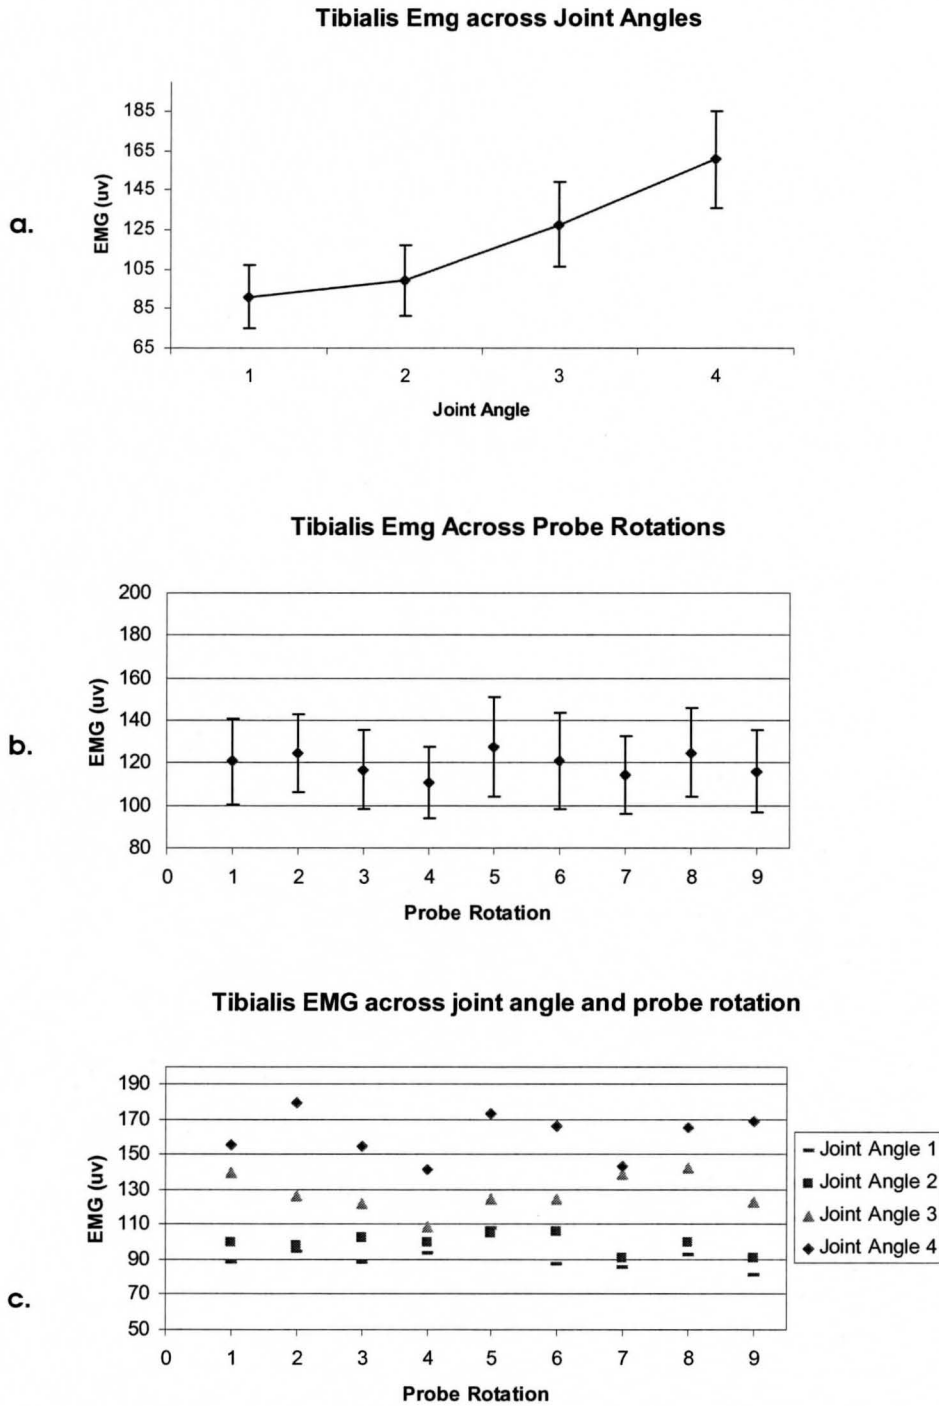 Tibialis Emg across Joint Angles
a.
EMG (uv)
185
165
145
125
105
85
65
1 2 3 4
Joint Angle
Tibialis Emg Across Probe Rotations
b.
EMG (uv)
200
180
160
140
120
100
80
0 1 2 3 4 5 6 7 8 9
Probe Rotation
Tibialis EMG across joint angle and probe rotation
c.
EMG (uv)
190
170
150
130
110
90
70
50
0 1 2 3 4 5 6 7 8 9
Probe Rotation
Joint Angle 1
Joint Angle 2
Joint Angle 3
Joint Angle 4